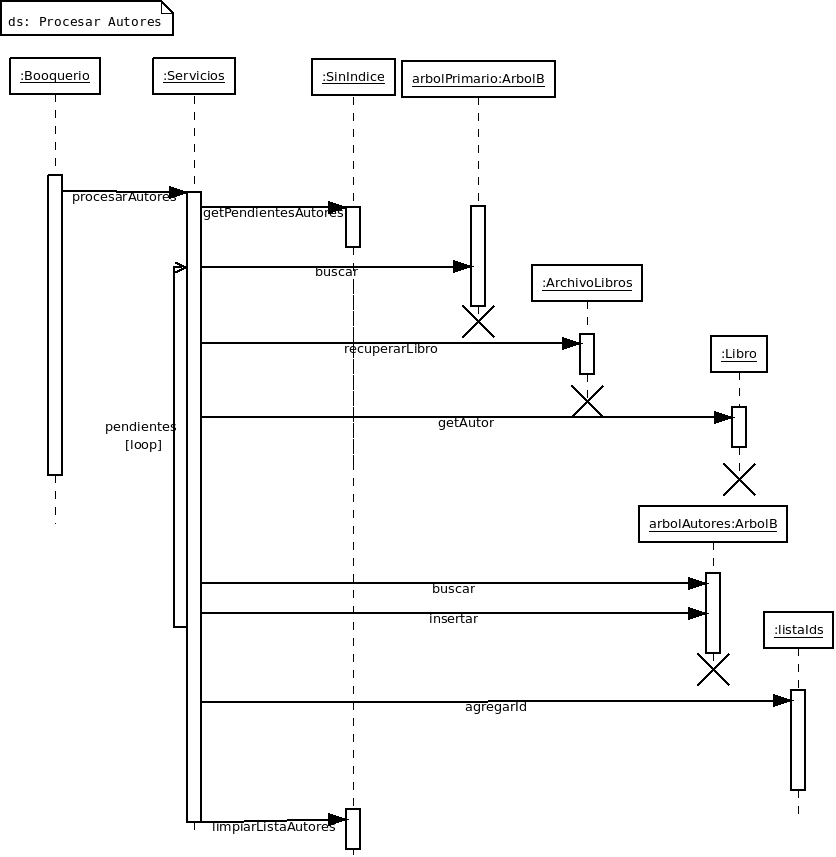 ds: Procesar Autores
:Booquerio
:Servicios
:SinIndice
arbolPrimario:ArbolB
procesarAutores
getPendientesAutores
buscar
:ArchivoLibros
recuperarLibro
:Libro
getAutor
pendientes
[loop]
arbolAutores:ArbolB
buscar
insertar
:listaIds
agregarId
limpiarListaAutores